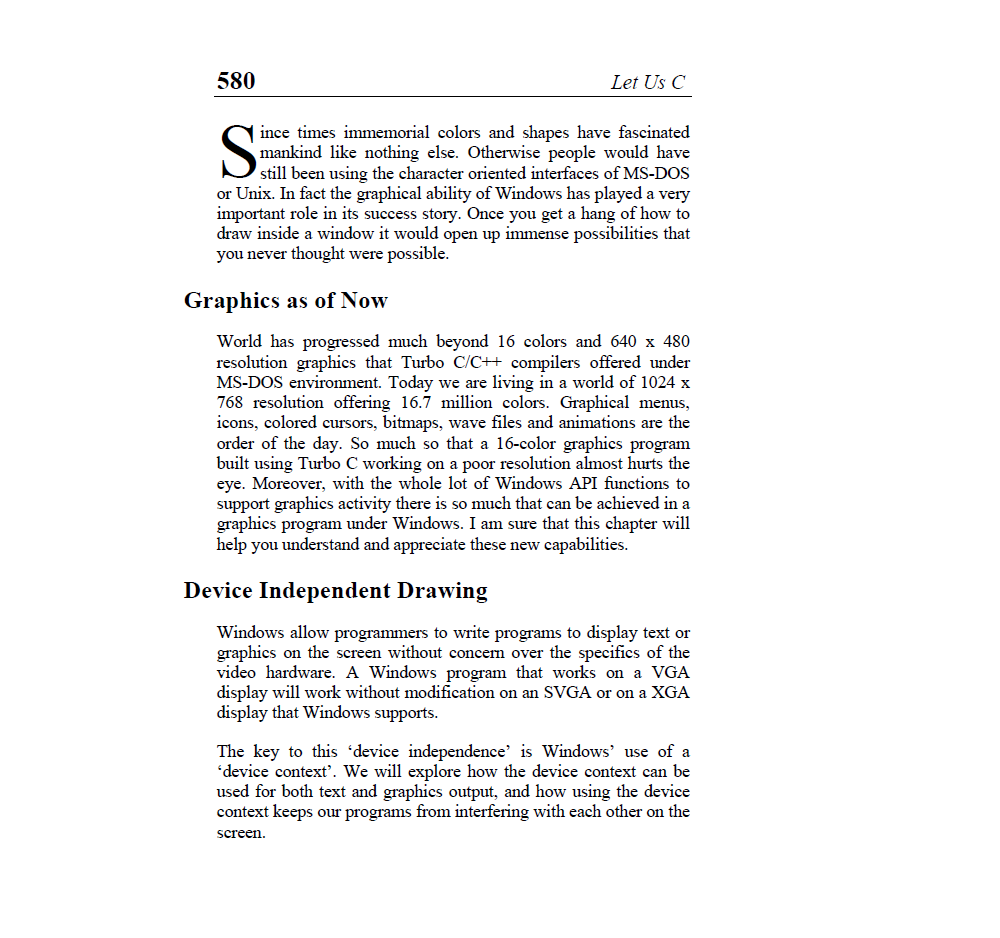 580 Let Us C
Since times immemorial colors and shapes have fascinated
mankind like nothing else. Otherwise people would have
still been using the character oriented interfaces of MS-DOS
or Unix. In fact the graphical ability of Windows has played a very
important role in its success story. Once you get a hang of how to
draw inside a window it would open up immense possibilities that
you never thought were possible.
Graphics as of Now
World has progressed much beyond 16 colors and 640 x 480
resolution graphics that Turbo C/C++ compilers offered under
MS-DOS environment. Today we are living in a world of 1024 x
768 resolution offering 16.7 million colors. Graphical menus,
icons, colored cursors, bitmaps, wave files and animations are the
order of the day. So much so that a 16-color graphics program
built using Turbo C working on a poor resolution almost hurts the
eye. Moreover, with the whole lot of Windows API functions to
support graphics activity there is so much that can be achieved in a
graphics program under Windows. I am sure that this chapter will
help you understand and appreciate these new capabilities.
Device Independent Drawing
Windows allow programmers to write programs to display text or
graphics on the screen without concern over the specifics of the
video hardware. A Windows program that works on a VGA
display will work without modification on an SVGA or on a XGA
display that Windows supports.
The key to this ‘device independence’ is Windows’ use of a
‘device context’. We will explore how the device context can be
used for both text and graphics output, and how using the device
context keeps our programs from interfering with each other on the
screen.